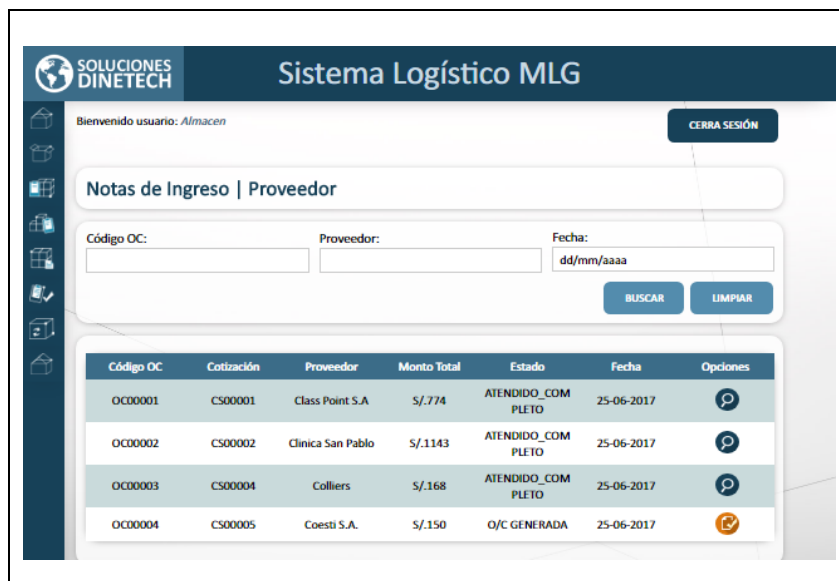 SOLUCIONES
DINETECH
Sistema Logístico MLG
Bienvenido usuario: Almacen
CERRA SESIÓN
Notas de Ingreso | Proveedor
Código OC: Proveedor: Fecha:
dd/mm/aaaa
BUSCAR LIMPIAR
Código OC Cotización Proveedor Monto Total Estado Fecha Opciones
OC00001 CS00001 Class Point S.A S/.774 ATENDIDO_COM
PLETO 25-06-2017
OC00002 CS00002 Clinica San Pablo S/.1143 ATENDIDO_COM
PLETO 25-06-2017
OC00003 CS00004 Colliers S/.168 ATENDIDO_COM
PLETO 25-06-2017
OC00004 CS00005 Coesti S.A. S/.150 O/C GENERADA 25-06-2017